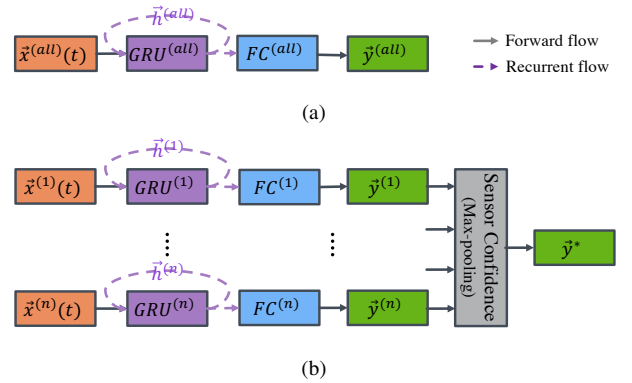 h⃗^(all)
x⃗^(all)(t) GRU^(all) FC^(all) y⃗^(all)
Forward flow
Recurrent flow
(a)
h⃗^(1)
x⃗^(1)(t) GRU^(1) FC^(1) y⃗^(1)
Sensor Confidence
(Max-pooling)
y⃗*
h⃗^(n)
x⃗^(n)(t) GRU^(n) FC^(n) y⃗^(n)
(b)